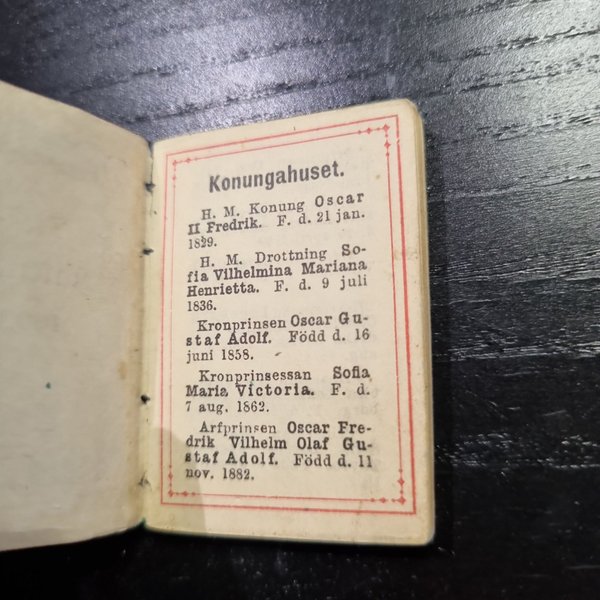 Konungahuset.
H. M. Konung Oscar
II Fredrik. F. d. 21 jan.
1829.
H. M. Drottning So-
fia Vilhelmina Mariana
Henrietta. F. d. 9 juli
1836.
Kronprinsen Oscar Gu-
staf Adolf. Född d. 16
juni 1858.
Kronprinsessan Sofia
Maria Victoria. F. d.
7 aug. 1862.
Arfprinsen Oscar Fre-
drik Vilhelm Olaf Gu-
staf Adolf. Född d. 11
nov. 1882.